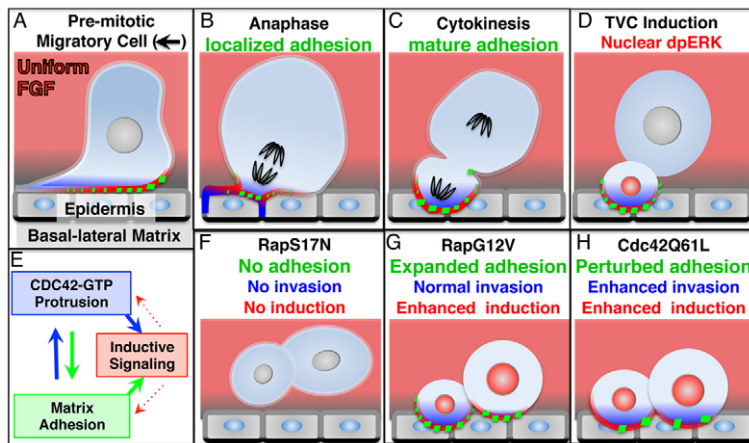 A
Pre-mitotic
Migratory Cell (←)
Uniform
FGF
Epidermis
Basal-lateral Matrix
B
Anaphase
localized adhesion
C
Cytokinesis
mature adhesion
D
TVC Induction
Nuclear dpERK
E
CDC42-GTP
Protrusion
Inductive
Signaling
Matrix
Adhesion
F
RapS17N
No adhesion
No invasion
No induction
G
RapG12V
Expanded adhesion
Normal invasion
Enhanced induction
H
Cdc42Q61L
Perturbed adhesion
Enhanced invasion
Enhanced induction